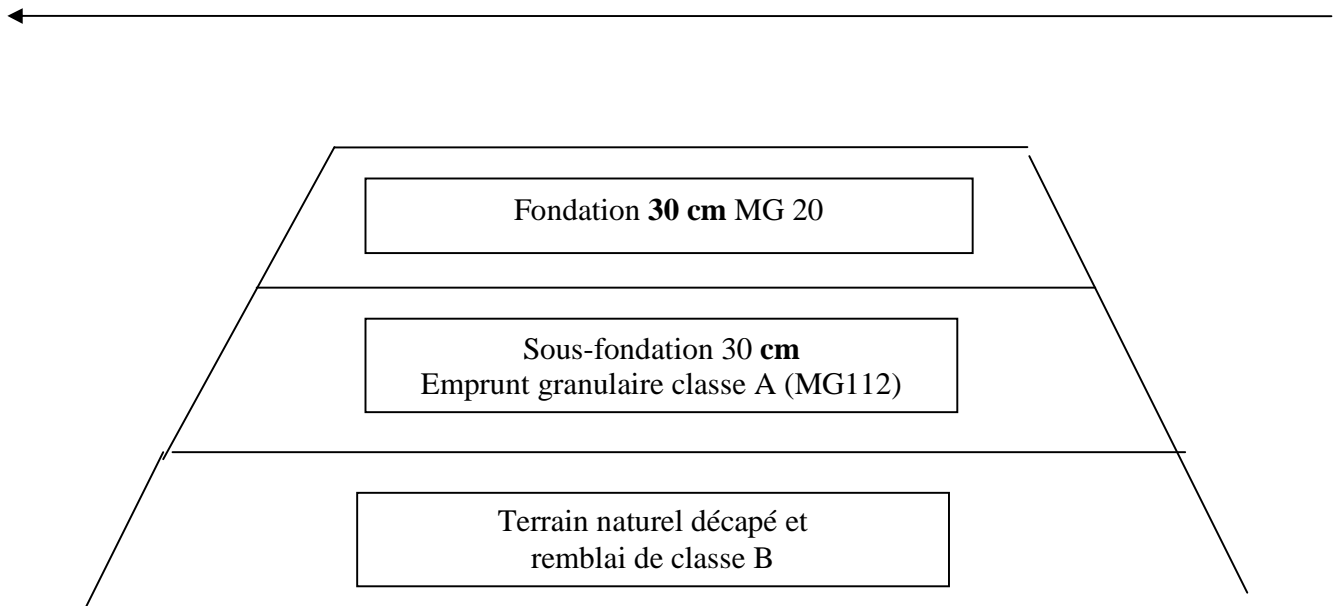 Fondation 30 cm MG 20
Sous-fondation 30 cm
Emprunt granulaire classe A (MG112)
Terrain naturel décapé et
remblai de classe B